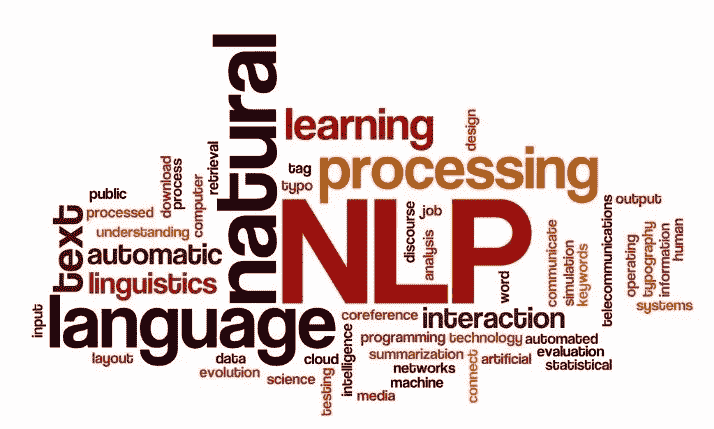 natural
learning
design
processing
tag
typo
retrieval
download
process
public
processed
computer
understanding
text
automatic
linguistics
NLP
discourse
job
analysis
word
communicate
simulation
keywords
telecommunications
output
operating
typography
information
human
systems
input
language
coreference
interaction
layout
data
evolution
science
cloud
testing
intelligence
programming
technology
automated
summarization
networks
machine
media
connect
artificial
evaluation
statistical